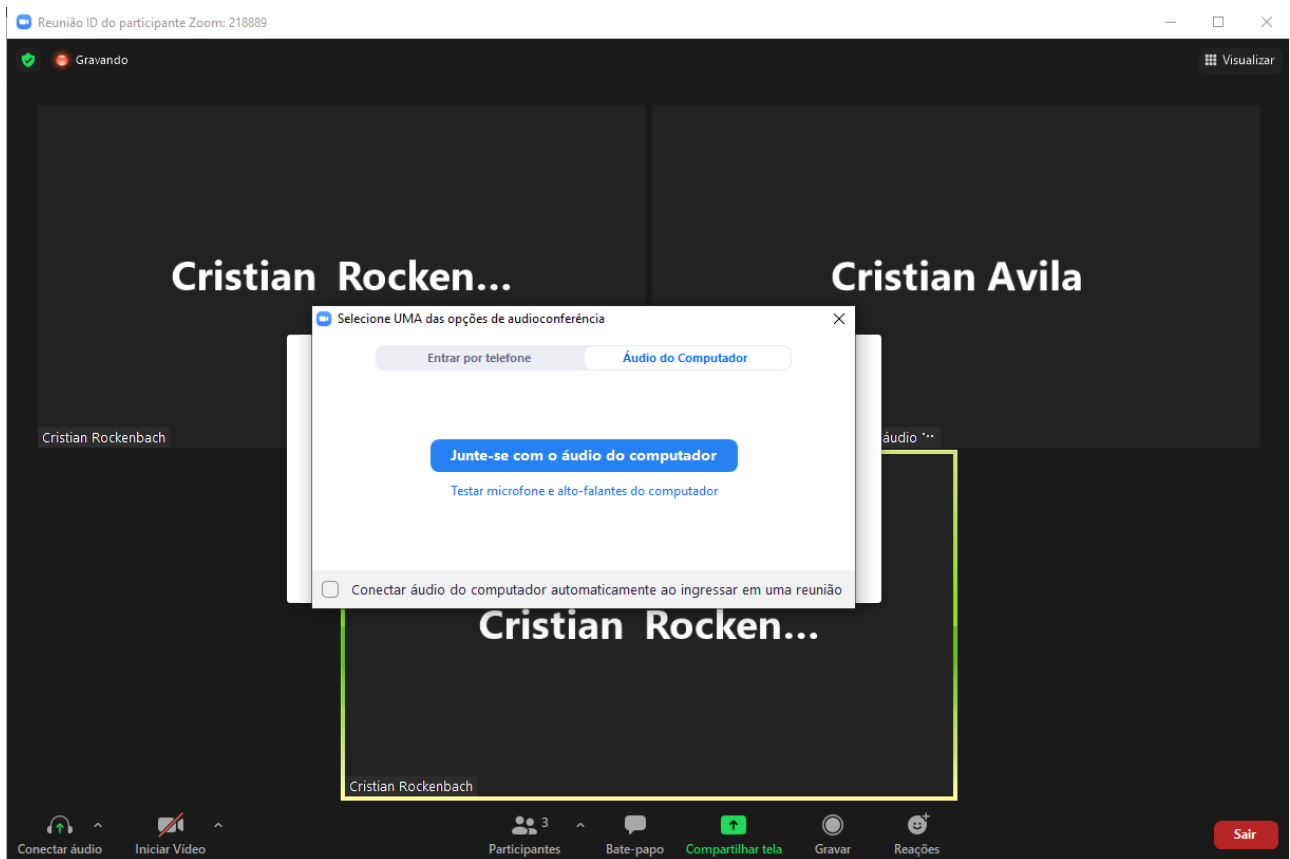 Reunião ID do participante Zoom: 218889
Gravando
Visualizar
Cristian Rocken...
Cristian Avila
Selecione UMA das opções de audioconferência
Entrar por telefone
Áudio do Computador
Cristian Rockenbach
áudio ...
Junte-se com o áudio do computador
Testar microfone e alto-falantes do computador
Conectar áudio do computador automaticamente ao ingressar em uma reunião
Cristian Rocken...
Cristian Rockenbach
Conectar áudio
Iniciar Vídeo
3
Participantes
Bate-papo
Compartilhar tela
Gravar
Reações
Sair